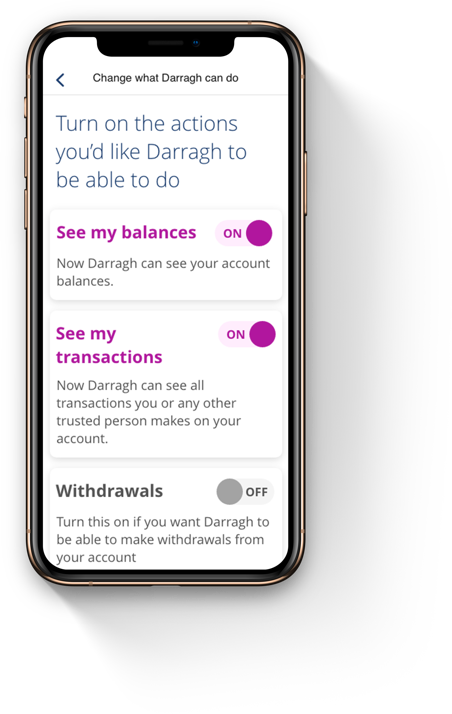 Change what Darragh can do
Turn on the actions
you’d like Darragh to
be able to do
See my balances
ON
Now Darragh can see your account
balances.
See my
transactions
ON
Now Darragh can see all
transactions you or any other
trusted person makes on your
account.
Withdrawals
OFF
Turn this on if you want Darragh to
be able to make withdrawals from
your account